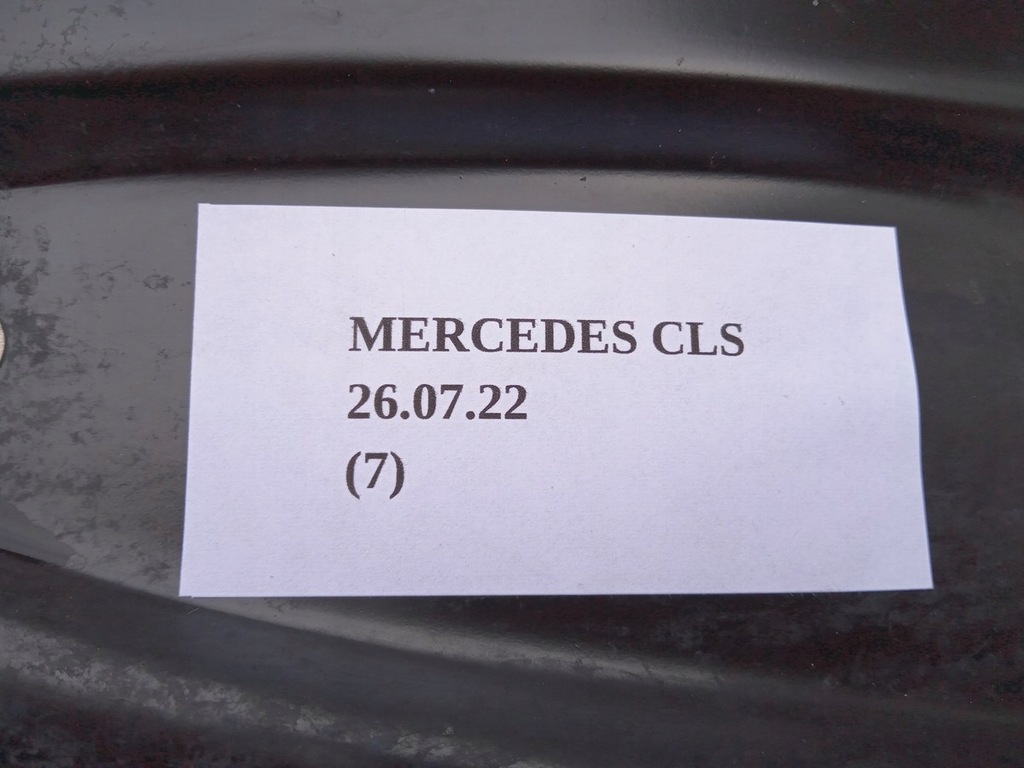 MERCEDES CLS
26.07.22
(7)